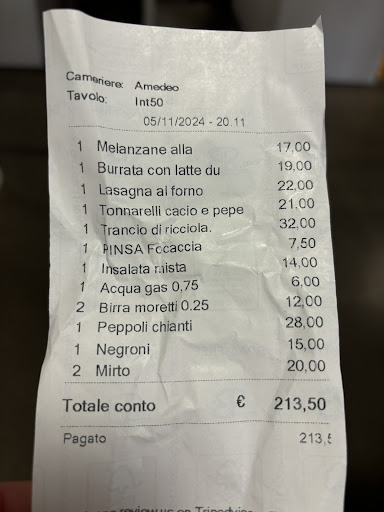 Cameriere: Amedeo
Tavolo: Int50
05/11/2024 - 20.11
1 Melanzane alla 17,00
1 Burrata con latte du 19,00
1 Lasagna al forno 22,00
1 Tonnarelli cacio e pepe 21,00
1 Trancio di ricciola. 32,00
1 PINSA Focaccia 7,50
1 Insalata mista 14,00
1 Acqua gas 0,75 6,00
2 Birra moretti 0.25 12,00
1 Peppoli chianti 28,00
1 Negroni 15,00
2 Mirto 20,00
Totale conto € 213,50
Pagato 213,5
review us on Tripadvisor